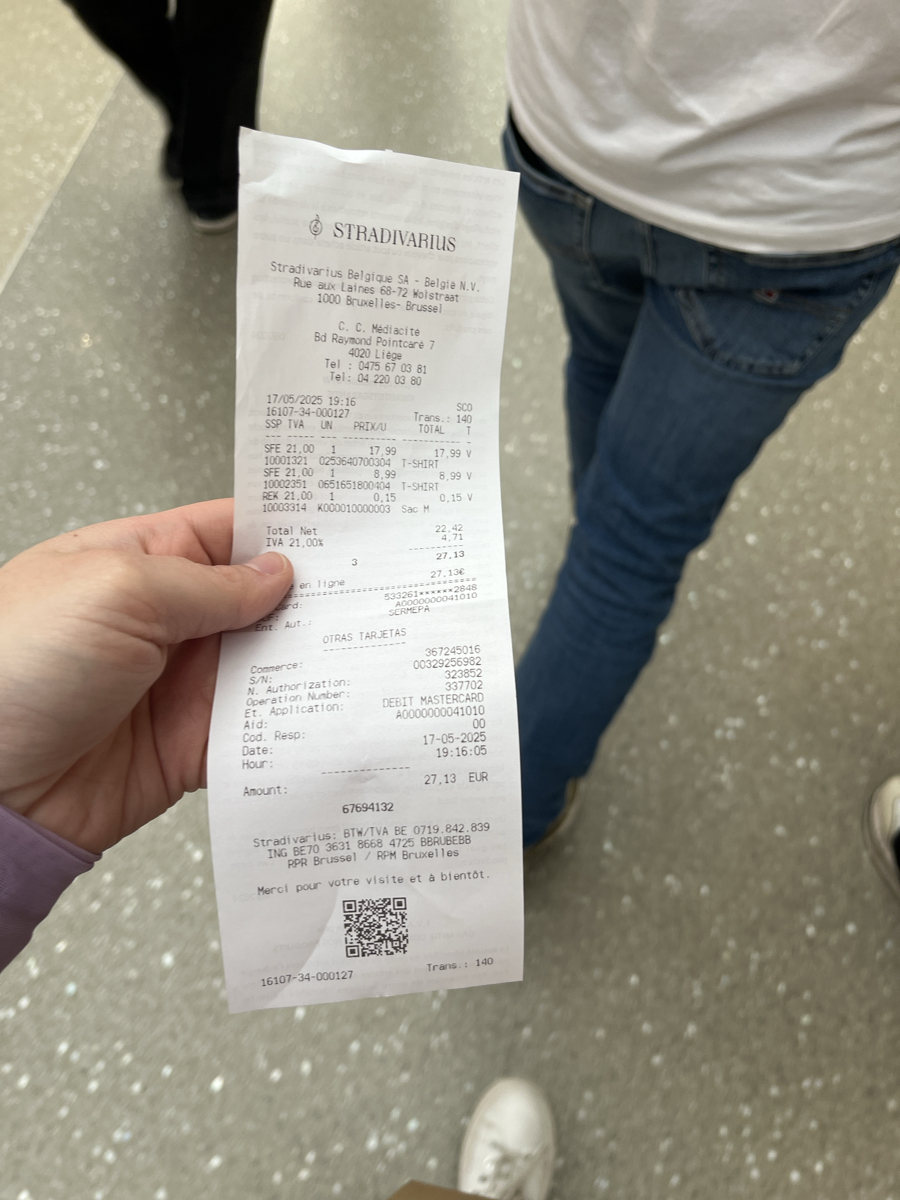 STRADIVARIUS
Stradivarius Belgique SA - Belgie N.V.
Rue aux Laines 68-72 Wolstraat
1000 Bruxelles- Brussel
C. C. Médiacite
Bd Raymond Pointcaré 7
4020 Liège
Tel : 0475 67 03 81
Tel: 04 220 03 80
17/05/2025 19:16 SCO
16107-34-000127 Trans.: 140
SSP TVA UN PRIX/U TOTAL T
SFE 21,00 1 17,99 17,99 V
10001321 0253640700304 T-SHIRT
SFE 21,00 1 8,99 8,99 V
10002351 0651651800404 T-SHIRT
REK 21,00 1 0,15 0,15 V
10003314 K000010000003 Sac M
Total Net 22,42
IVA 21,00% 4,71
3 27,13
en ligne 27,13€
533261******2848
A0000000041010
Ent. Aut.: SERMEPA
OTRAS TARJETAS
Commerce: 367245016
S/N: 00329256982
N. Authorization: 323852
Operation Number: 337702
Et. Application: DEBIT MASTERCARD
Aid: A0000000041010
Cod. Resp: 00
Date: 17-05-2025
Hour: 19:16:05
Amount: 27,13 EUR
67694132
Stradivarius: BTW/TVA BE 0719.842.839
ING BE70 3631 8668 4725 BBRUBEBB
RPR Brussel / RPM Bruxelles
Merci pour votre visite et à bientôt.
16107-34-000127 Trans.: 140